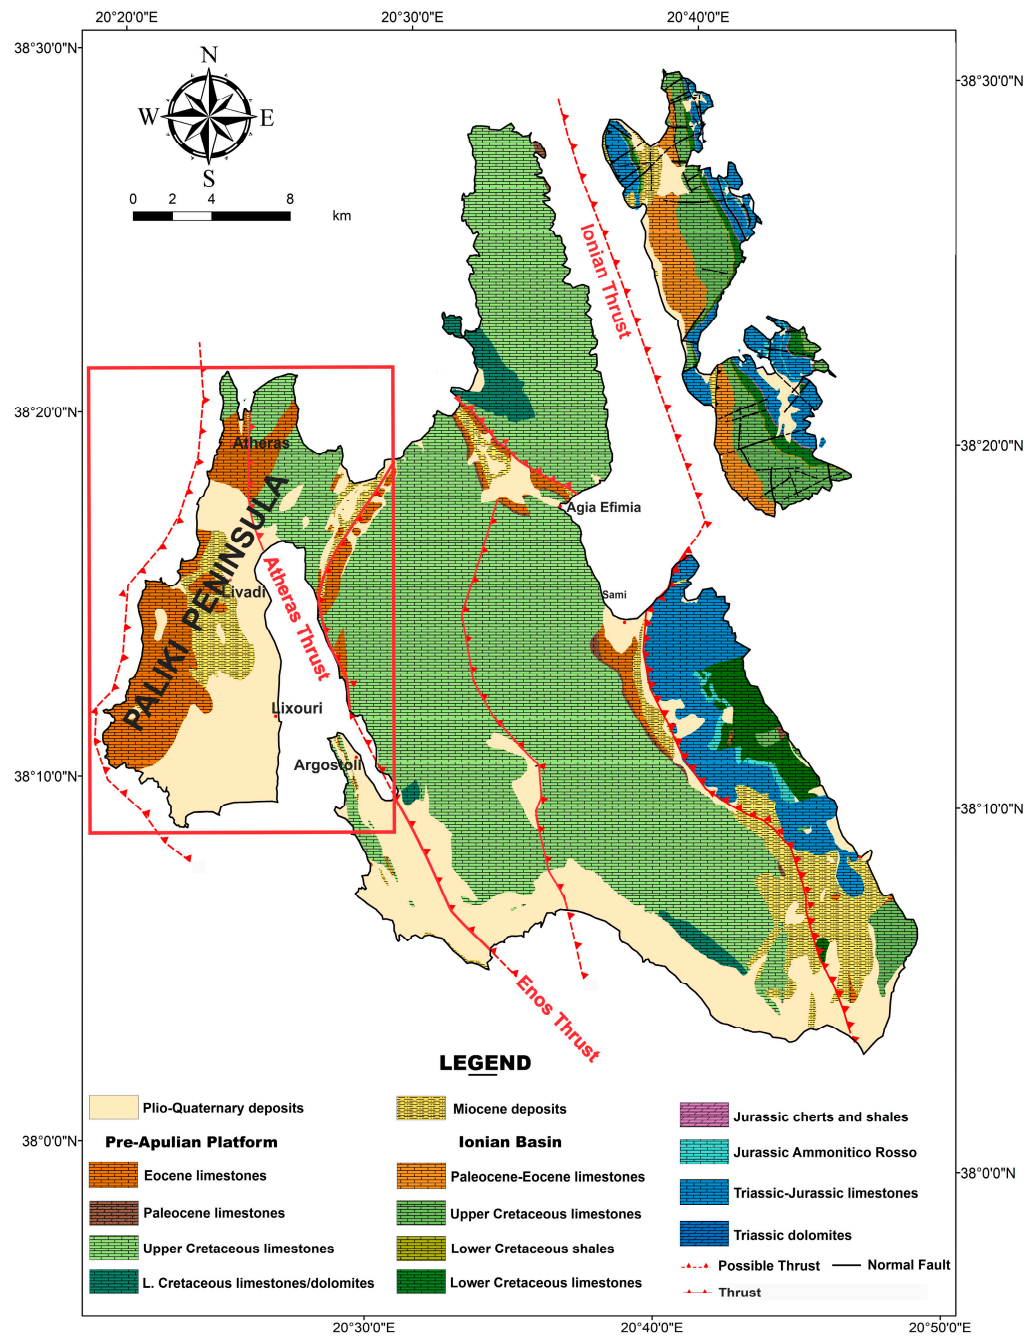 20°20'0"E
20°30'0"E
20°40'0"E
38°30'0"N
38°30'0"N
N
W
E
S
0 2 4 8 km
Ionian Thrust
38°20'0"N
38°20'0"N
Atheras
PALIKI PENINSULA
Agia Efimia
Livadi
Atheras Thrust
Sami
Lixouri
Argostoli
38°10'0"N
38°10'0"N
Enos Thrust
LEGEND
Plio-Quaternary deposits
Miocene deposits
Pre-Apulian Platform
Eocene limestones
Paleocene limestones
Upper Cretaceous limestones
L. Cretaceous limestones/dolomites
Ionian Basin
Paleocene-Eocene limestones
Upper Cretaceous limestones
Lower Cretaceous shales
Lower Cretaceous limestones
Jurassic cherts and shales
Jurassic Ammonitico Rosso
Triassic-Jurassic limestones
Triassic dolomites
Possible Thrust
Normal Fault
Thrust
38°0'0"N
38°0'0"N
20°30'0"E
20°40'0"E
20°50'0"E